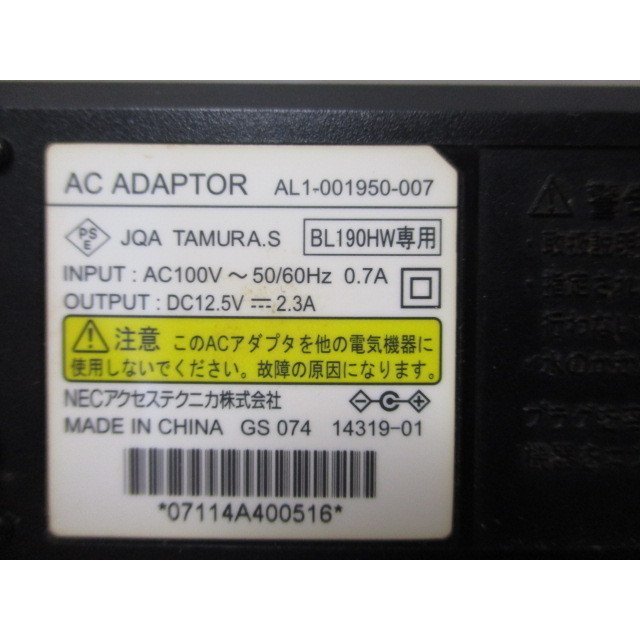 AC ADAPTOR AL1-001950-007
PS E JQA TAMURA.S BL190HW専用
INPUT : AC100V ～ 50/60Hz 0.7A
OUTPUT : DC12.5V ⎓ 2.3A
注意 このACアダプタを他の電気機器に
使用しないでください。故障の原因になります。
NECアクセステクニカ株式会社
MADE IN CHINA GS 074 14319-01
*07114A400516*